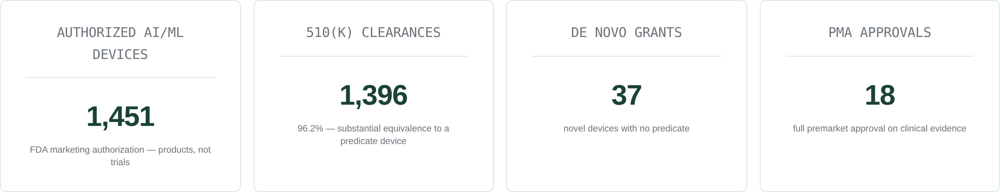 AUTHORIZED AI/ML
DEVICES
1,451
FDA marketing authorization — products, not
trials
510(K) CLEARANCES
1,396
96.2% — substantial equivalence to a
predicate device
DE NOVO GRANTS
37
novel devices with no predicate
PMA APPROVALS
18
full premarket approval on clinical evidence